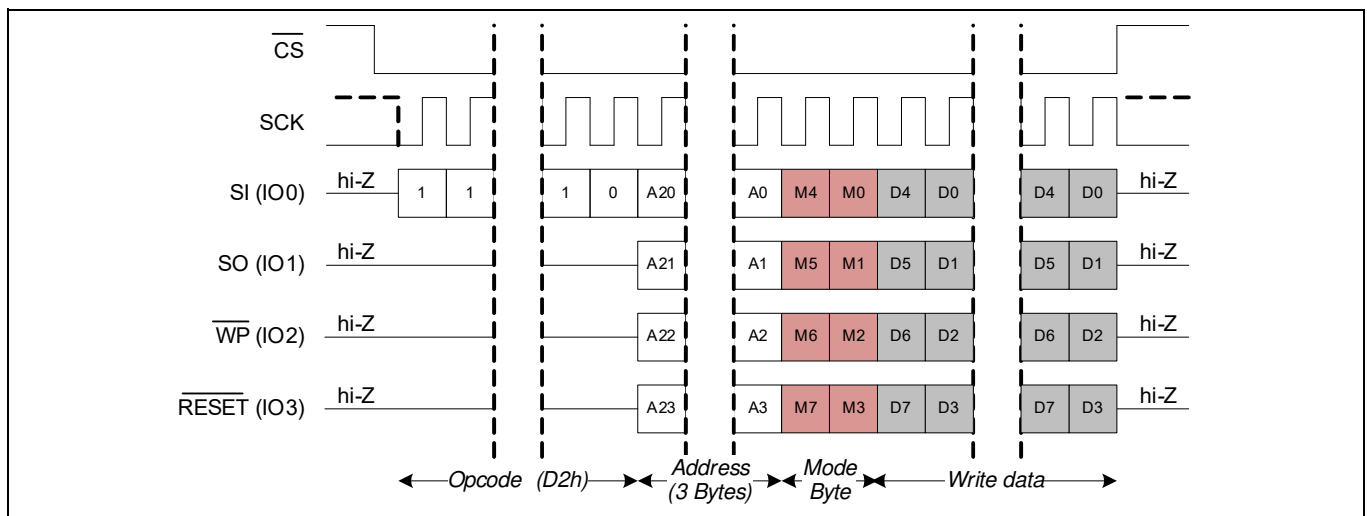 CS
SCK
SI (IO0) hi-Z 1 1 1 0 A20 A0 M4 M0 D4 D0 D4 D0 hi-Z
SO (IO1) hi-Z A21 A1 M5 M1 D5 D1 D5 D1 hi-Z
WP (IO2) hi-Z A22 A2 M6 M2 D6 D2 D6 D2 hi-Z
RESET (IO3) hi-Z A23 A3 M7 M3 D7 D3 D7 D3 hi-Z
Opcode (D2h) Address (3 Bytes) Mode Byte Write data